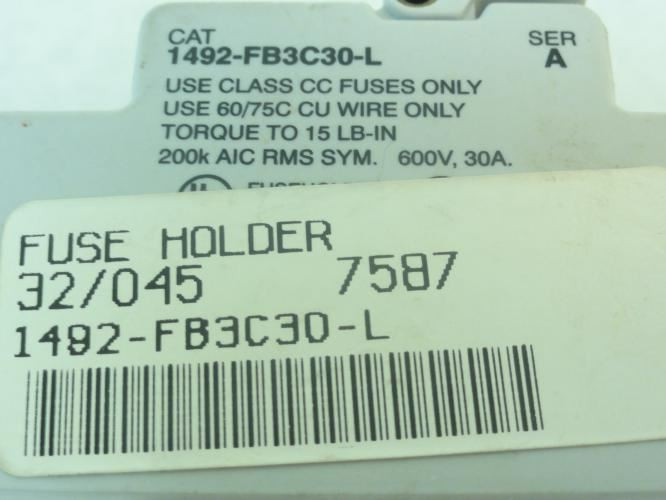 CAT SER
1492-FB3C30-L A
USE CLASS CC FUSES ONLY
USE 60/75C CU WIRE ONLY
TORQUE TO 15 LB-IN
200k AIC RMS SYM. 600V, 30A.
FUSE HOLDER
32/045 7587
1492-FB3C30-L